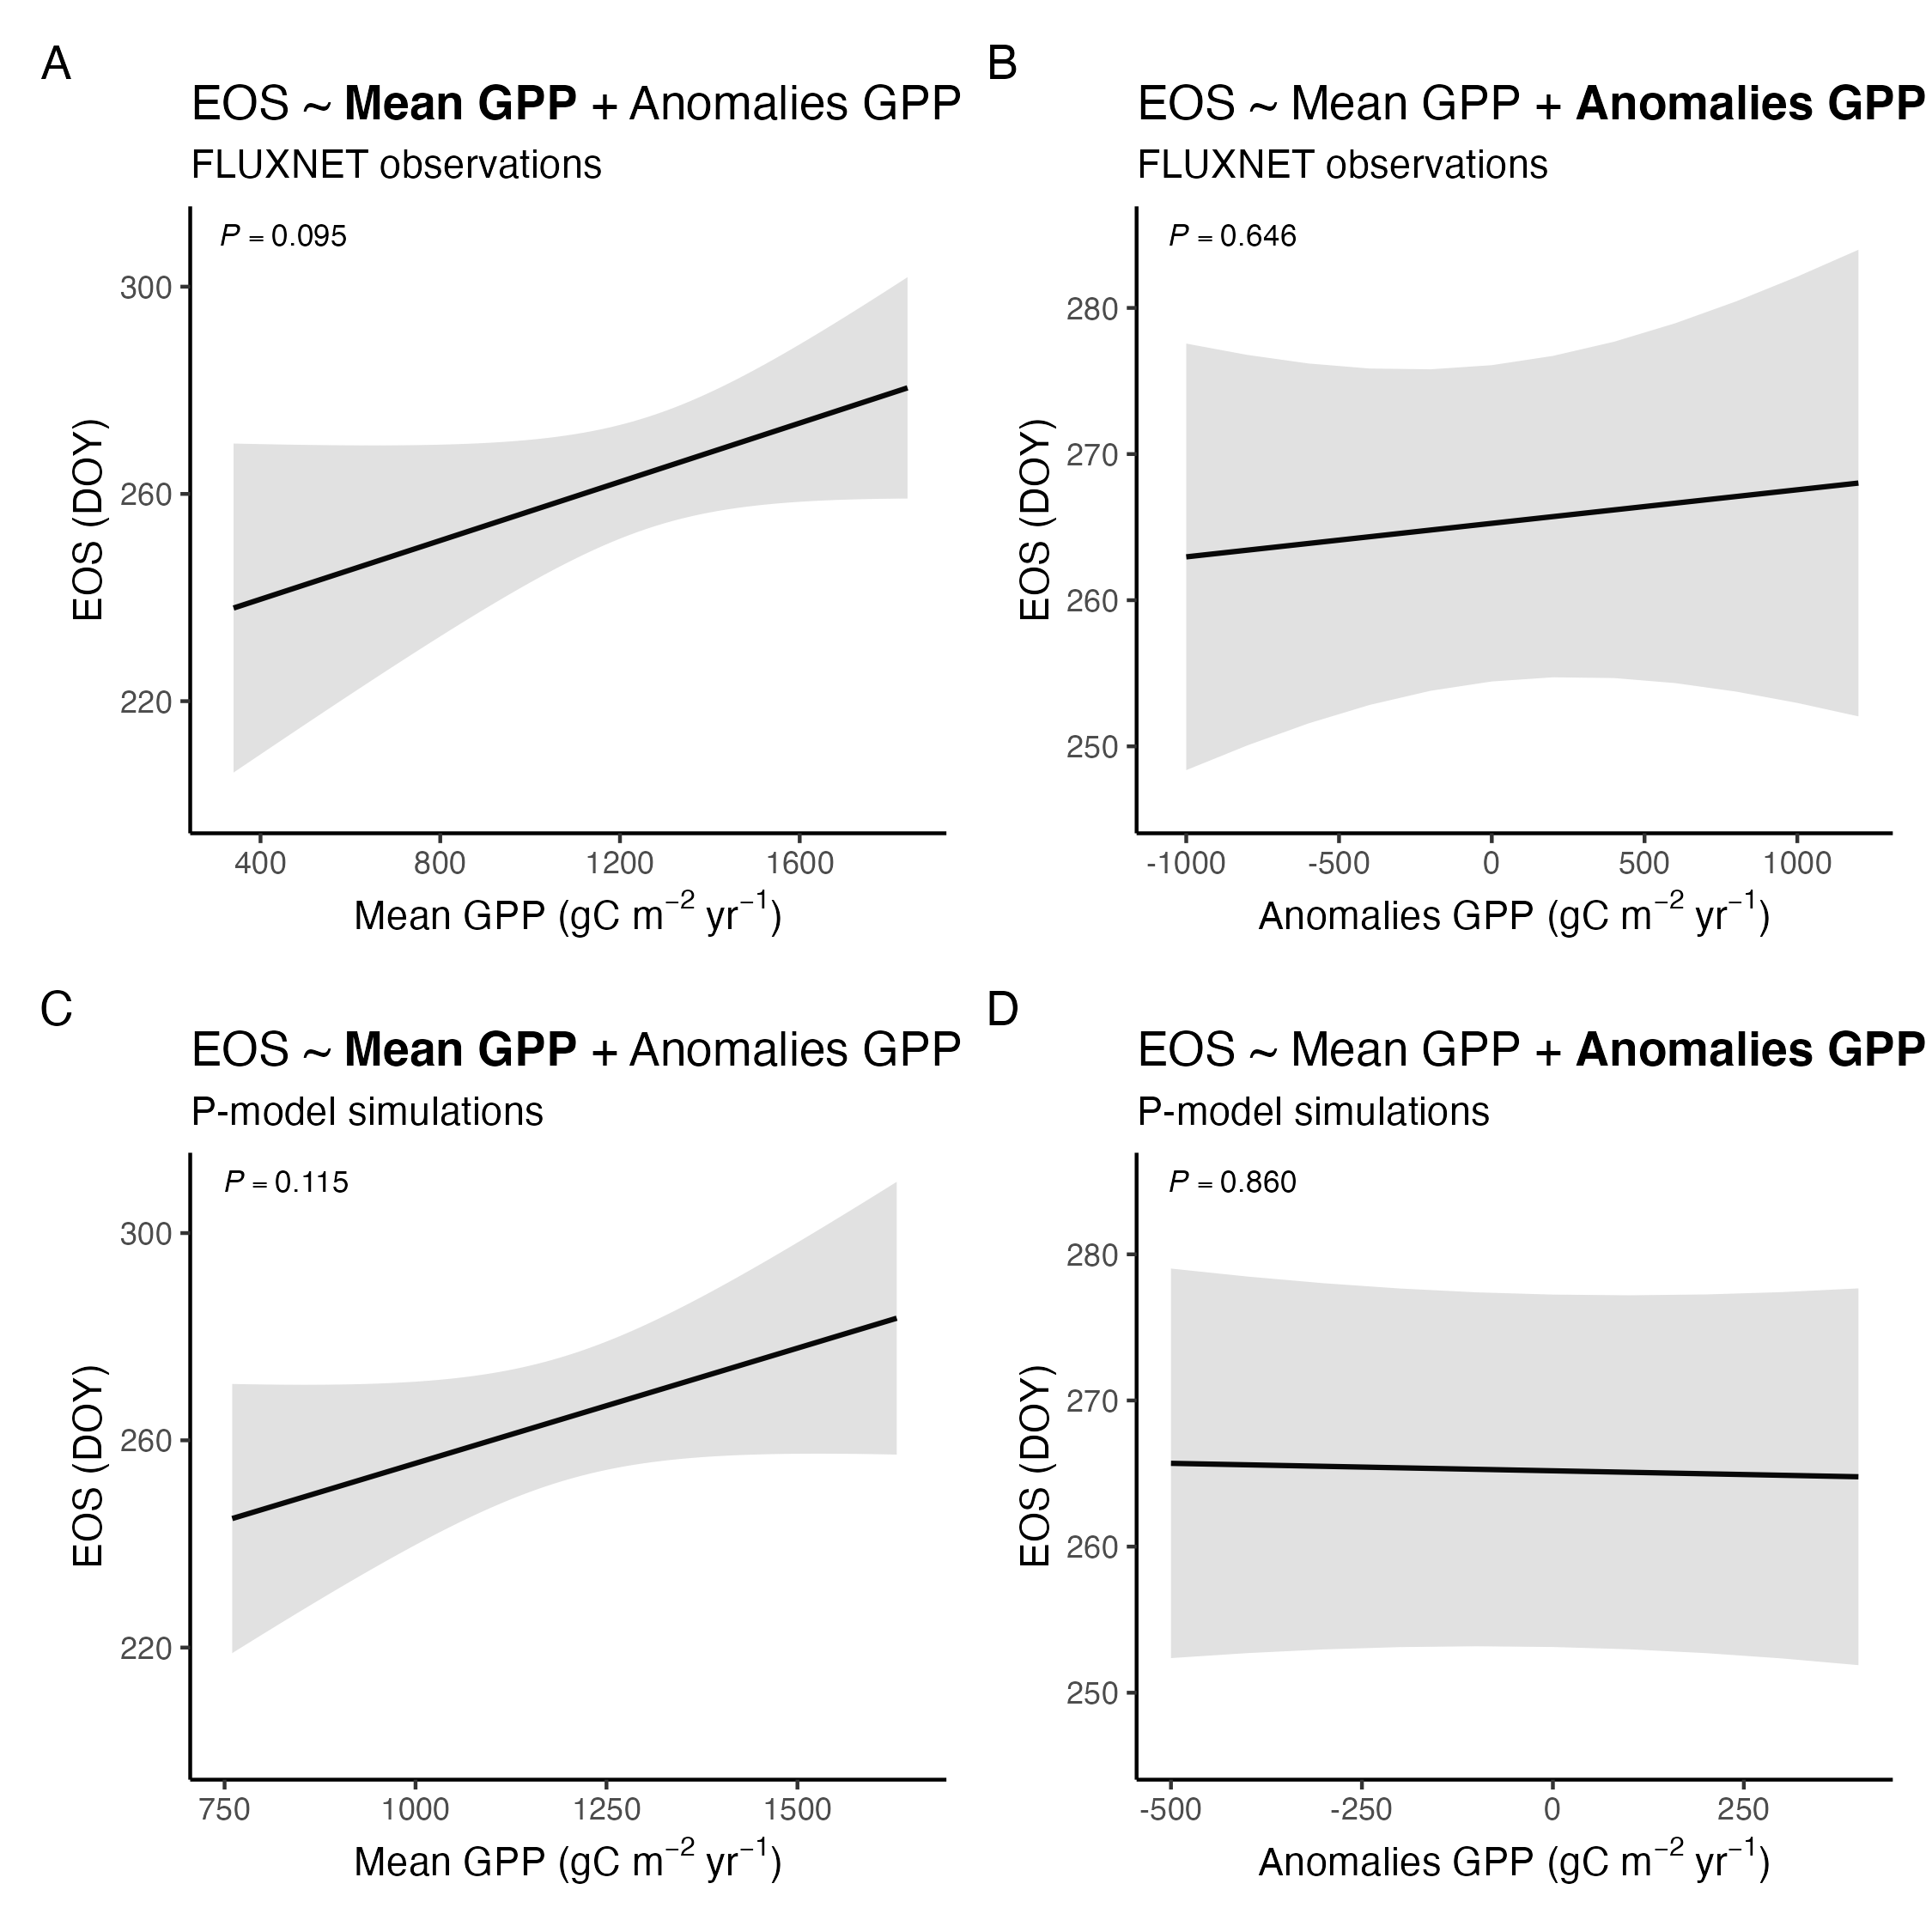 A
EOS ~ Mean GPP + Anomalies GPP
FLUXNET observations
P = 0.095
300
260
220
EOS (DOY)
400 800 1200 1600
Mean GPP (gC m⁻² yr⁻¹)
B
EOS ~ Mean GPP + Anomalies GPP
FLUXNET observations
P = 0.646
280
270
260
250
EOS (DOY)
-1000 -500 0 500 1000
Anomalies GPP (gC m⁻² yr⁻¹)
C
EOS ~ Mean GPP + Anomalies GPP
P-model simulations
P = 0.115
300
260
220
EOS (DOY)
750 1000 1250 1500
Mean GPP (gC m⁻² yr⁻¹)
D
EOS ~ Mean GPP + Anomalies GPP
P-model simulations
P = 0.860
280
270
260
250
EOS (DOY)
-500 -250 0 250
Anomalies GPP (gC m⁻² yr⁻¹)